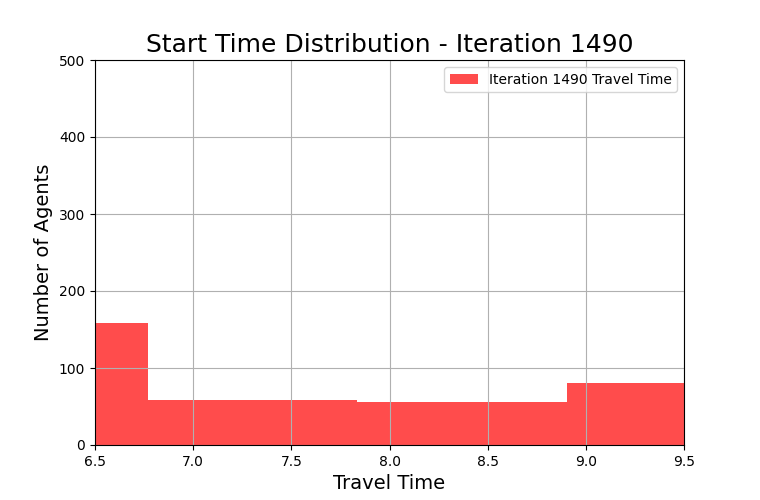 Start Time Distribution - Iteration 1490
500
400
300
200
100
0
Number of Agents
Iteration 1490 Travel Time
6.5 7.0 7.5 8.0 8.5 9.0 9.5
Travel Time